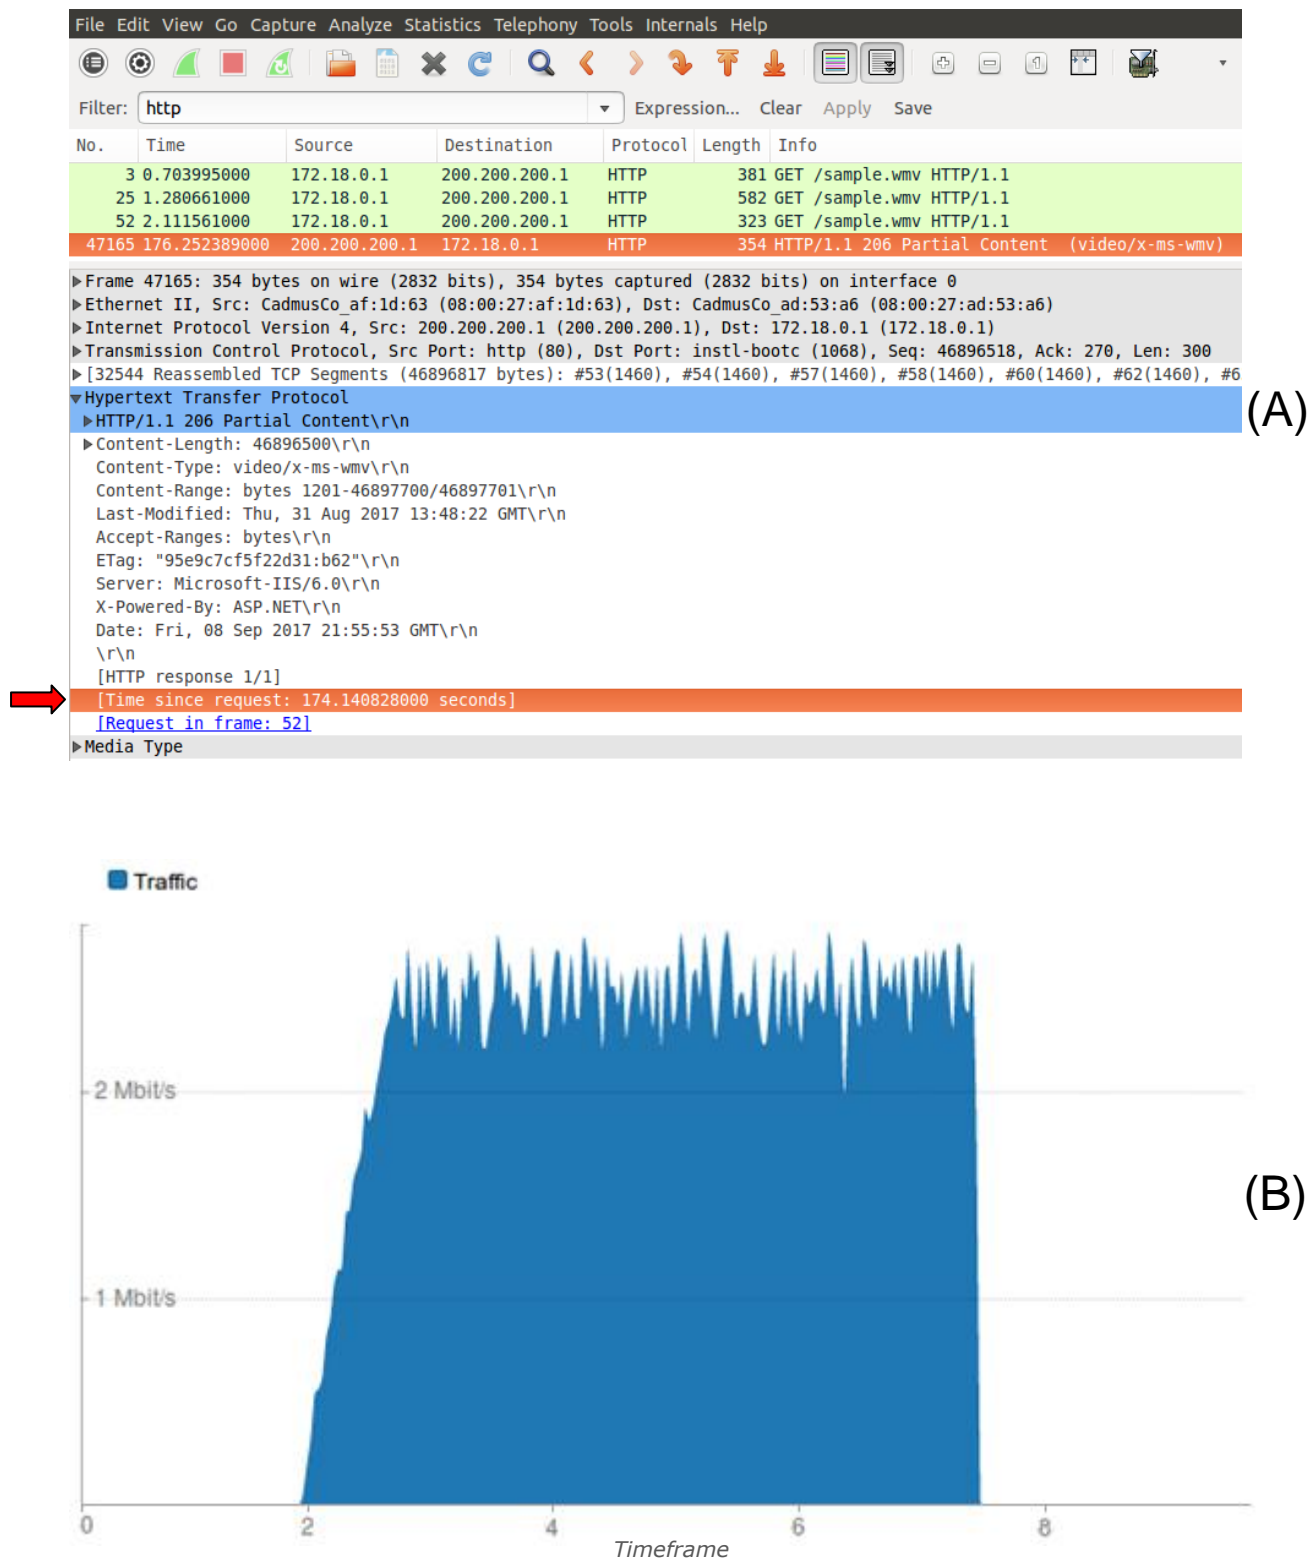 File Edit View Go Capture Analyze Statistics Telephony Tools Internals Help
Filter: http Expression... Clear Apply Save
No. Time Source Destination Protocol Length Info
3 0.703995000 172.18.0.1 200.200.200.1 HTTP 381 GET /sample.wmv HTTP/1.1
25 1.280661000 172.18.0.1 200.200.200.1 HTTP 582 GET /sample.wmv HTTP/1.1
52 2.111561000 172.18.0.1 200.200.200.1 HTTP 323 GET /sample.wmv HTTP/1.1
47165 176.252389000 200.200.200.1 172.18.0.1 HTTP 354 HTTP/1.1 206 Partial Content (video/x-ms-wmv)
Frame 47165: 354 bytes on wire (2832 bits), 354 bytes captured (2832 bits) on interface 0
Ethernet II, Src: CadmusCo_af:1d:63 (08:00:27:af:1d:63), Dst: CadmusCo_ad:53:a6 (08:00:27:ad:53:a6)
Internet Protocol Version 4, Src: 200.200.200.1 (200.200.200.1), Dst: 172.18.0.1 (172.18.0.1)
Transmission Control Protocol, Src Port: http (80), Dst Port: instl-bootc (1068), Seq: 46896518, Ack: 270, Len: 300
[32544 Reassembled TCP Segments (46896817 bytes): #53(1460), #54(1460), #57(1460), #58(1460), #60(1460), #62(1460), #6
Hypertext Transfer Protocol
(A)
HTTP/1.1 206 Partial Content\r\n
Content-Length: 46896500\r\n
Content-Type: video/x-ms-wmv\r\n
Content-Range: bytes 1201-46897700/46897701\r\n
Last-Modified: Thu, 31 Aug 2017 13:48:22 GMT\r\n
Accept-Ranges: bytes\r\n
ETag: "95e9c7cf5f22d31:b62"\r\n
Server: Microsoft-IIS/6.0\r\n
X-Powered-By: ASP.NET\r\n
Date: Fri, 08 Sep 2017 21:55:53 GMT\r\n
\r\n
[HTTP response 1/1]
[Time since request: 174.140828000 seconds]
[Request in frame: 52]
Media Type
Traffic
2 Mbit/s
(B)
1 Mbit/s
0 2 4 6 8
Timeframe